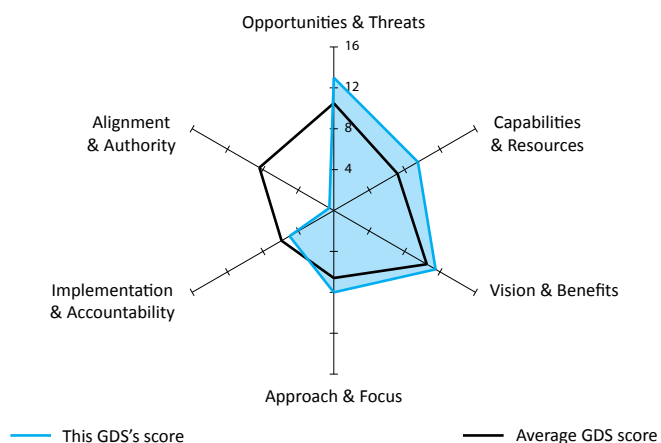 Opportunities & Threats
16
12
8
4
Alignment
& Authority
Capabilities
& Resources
Implementation
& Accountability
Vision & Benefits
Approach & Focus
This GDS's score
Average GDS score